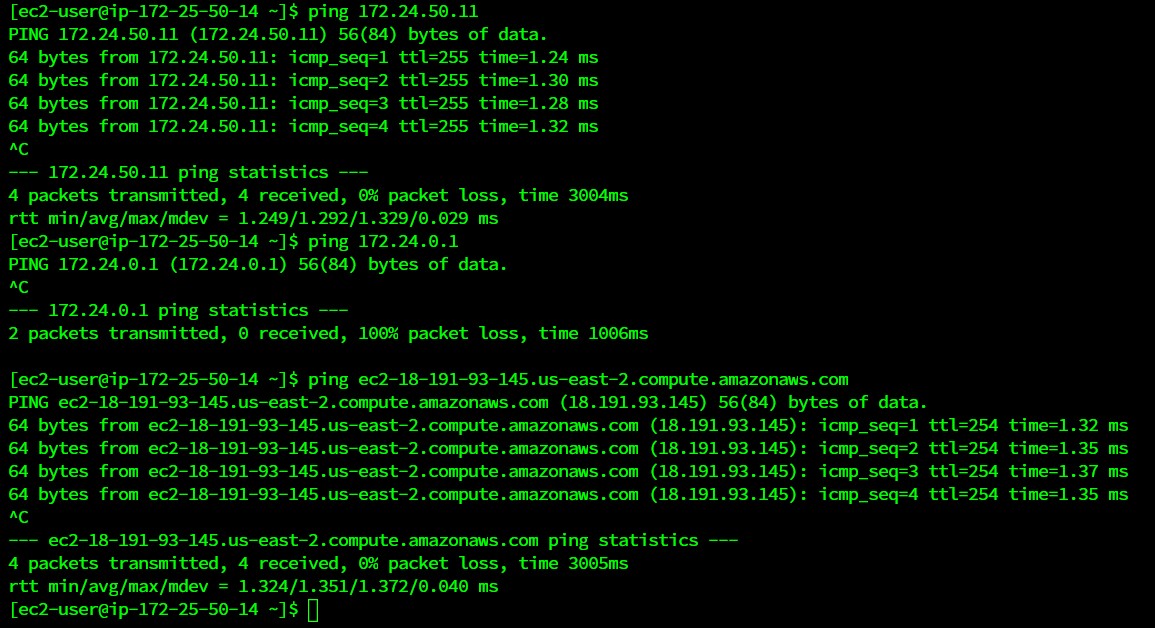 [ec2-user@ip-172-25-50-14 ~]$ ping 172.24.50.11
PING 172.24.50.11 (172.24.50.11) 56(84) bytes of data.
64 bytes from 172.24.50.11: icmp_seq=1 ttl=255 time=1.24 ms
64 bytes from 172.24.50.11: icmp_seq=2 ttl=255 time=1.30 ms
64 bytes from 172.24.50.11: icmp_seq=3 ttl=255 time=1.28 ms
64 bytes from 172.24.50.11: icmp_seq=4 ttl=255 time=1.32 ms
^C
--- 172.24.50.11 ping statistics ---
4 packets transmitted, 4 received, 0% packet loss, time 3004ms
rtt min/avg/max/mdev = 1.249/1.292/1.329/0.029 ms
[ec2-user@ip-172-25-50-14 ~]$ ping 172.24.0.1
PING 172.24.0.1 (172.24.0.1) 56(84) bytes of data.
^C
--- 172.24.0.1 ping statistics ---
2 packets transmitted, 0 received, 100% packet loss, time 1006ms
[ec2-user@ip-172-25-50-14 ~]$ ping ec2-18-191-93-145.us-east-2.compute.amazonaws.com
PING ec2-18-191-93-145.us-east-2.compute.amazonaws.com (18.191.93.145) 56(84) bytes of data.
64 bytes from ec2-18-191-93-145.us-east-2.compute.amazonaws.com (18.191.93.145): icmp_seq=1 ttl=254 time=1.32 ms
64 bytes from ec2-18-191-93-145.us-east-2.compute.amazonaws.com (18.191.93.145): icmp_seq=2 ttl=254 time=1.35 ms
64 bytes from ec2-18-191-93-145.us-east-2.compute.amazonaws.com (18.191.93.145): icmp_seq=3 ttl=254 time=1.37 ms
64 bytes from ec2-18-191-93-145.us-east-2.compute.amazonaws.com (18.191.93.145): icmp_seq=4 ttl=254 time=1.35 ms
^C
--- ec2-18-191-93-145.us-east-2.compute.amazonaws.com ping statistics ---
4 packets transmitted, 4 received, 0% packet loss, time 3005ms
rtt min/avg/max/mdev = 1.324/1.351/1.372/0.040 ms
[ec2-user@ip-172-25-50-14 ~]$